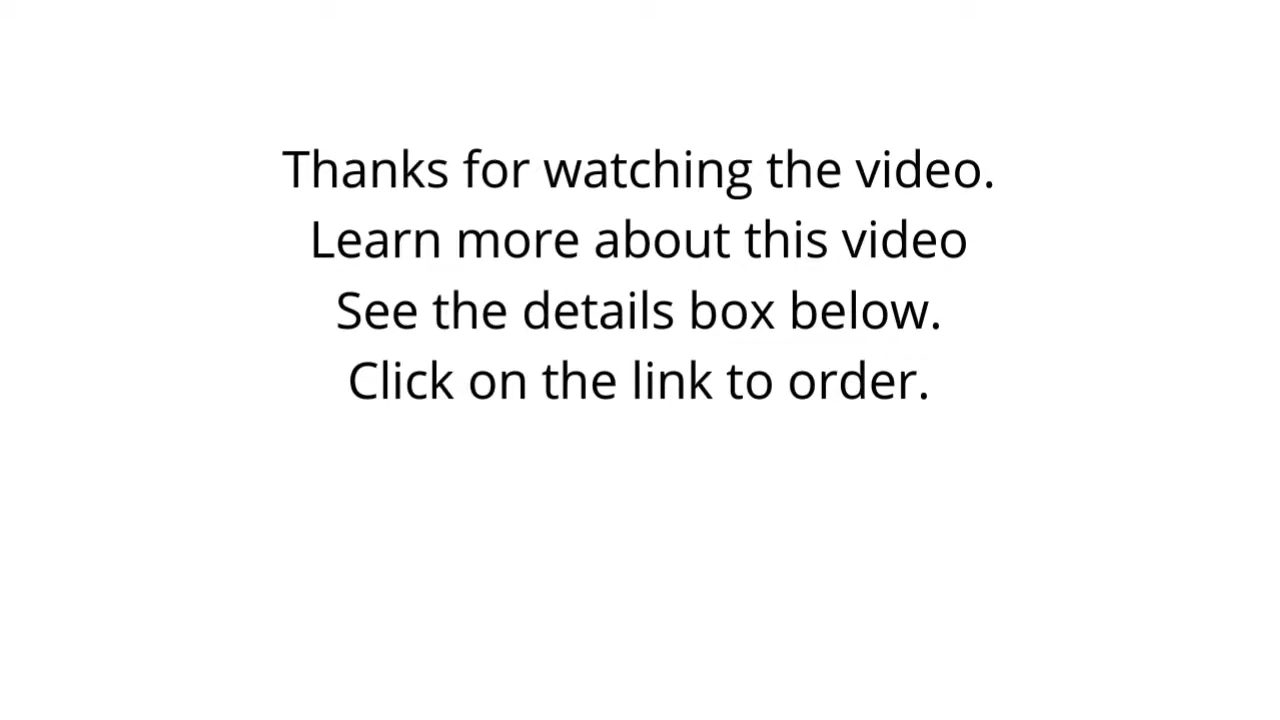 Thanks for watching the video.
Learn more about this video
See the details box below.
Click on the link to order.